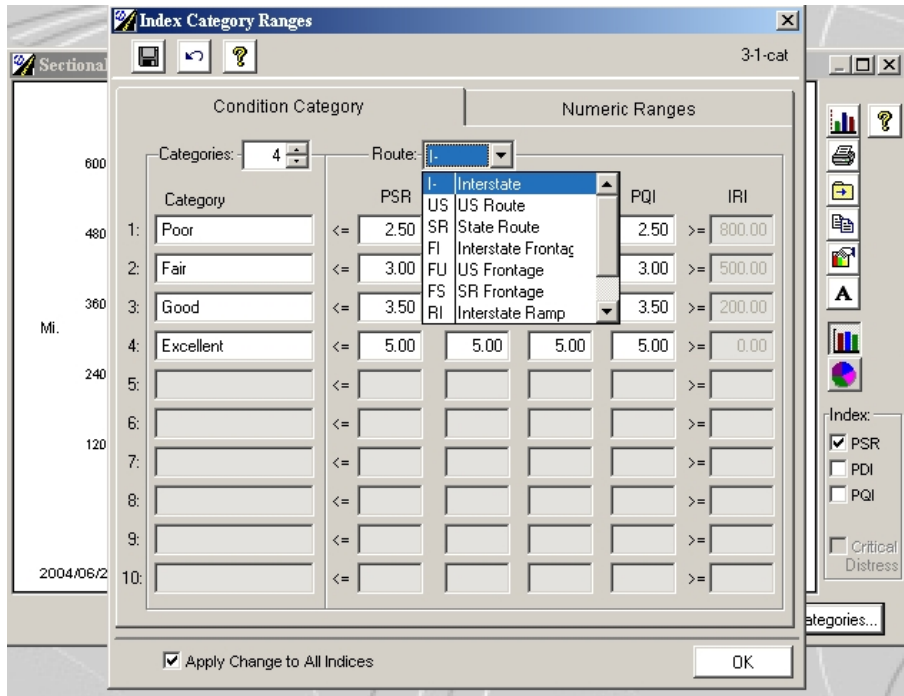 Index Category Ranges
3-1-cat
Sectional
Condition Category Numeric Ranges
Categories: 4 Route: I-
Category PSR PQI IRI
I- Interstate
US US Route
SR State Route
FI Interstate Frontag
FU US Frontage
FS SR Frontage
RI Interstate Ramp
1: Poor <= 2.50 2.50 >= 800.00
2: Fair <= 3.00 3.00 >= 500.00
3: Good <= 3.50 3.50 >= 200.00
4: Excellent <= 5.00 5.00 5.00 5.00 >= 0.00
5: <= >=
6: <= >=
7: <= >=
8: <= >=
9: <= >=
10: <= >=
Apply Change to All Indices OK
600
480
360
Mi.
240
120
2004/06/2
A
Index:
PSR
PDI
PQI
Critical
Distress
ategories...